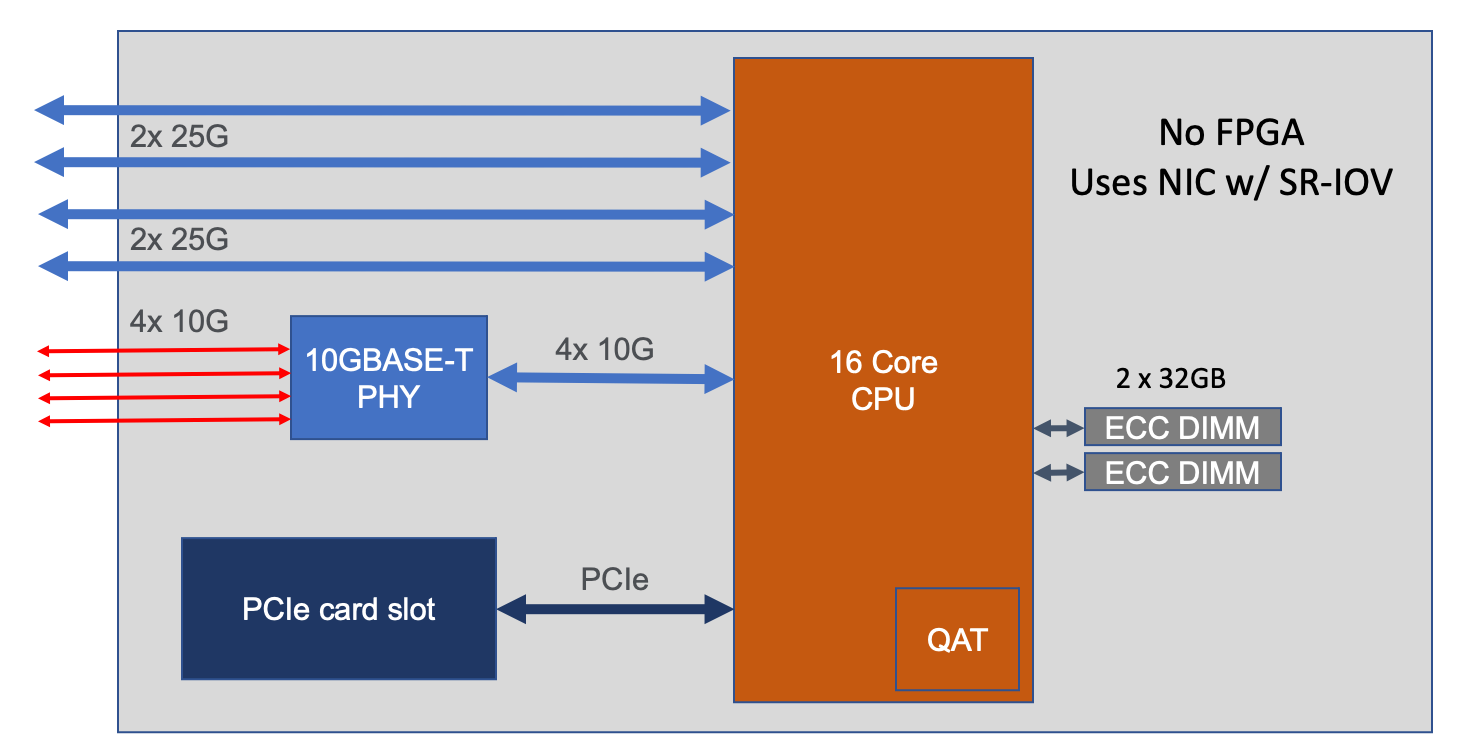 2x 25G
No FPGA
Uses NIC w/ SR-IOV
2x 25G
4x 10G
10GBASE-T
PHY
4x 10G
16 Core
CPU
2 x 32GB
ECC DIMM
ECC DIMM
PCIe card slot
PCIe
QAT